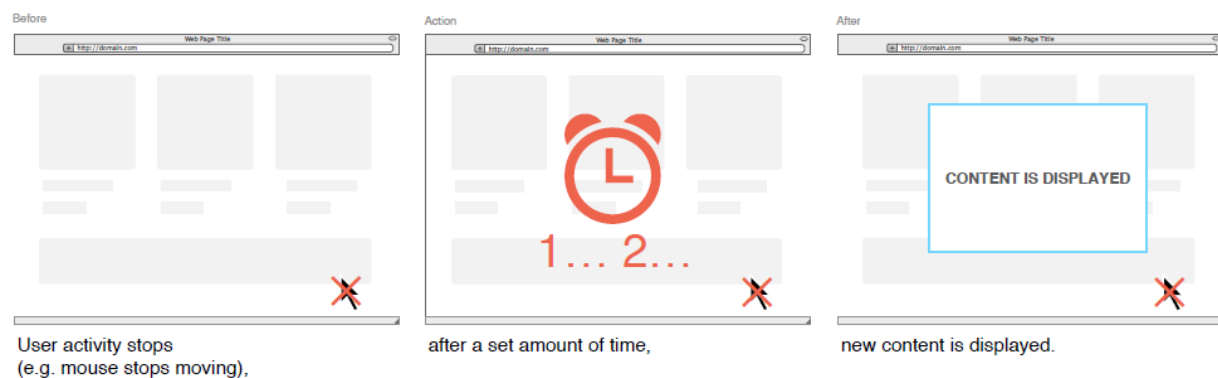 Before
Web Page Title
http://domain.com
User activity stops
(e.g. mouse stops moving),
Action
Web Page Title
http://domain.com
1... 2...
after a set amount of time,
After
Web Page Title
http://domain.com
CONTENT IS DISPLAYED
new content is displayed.